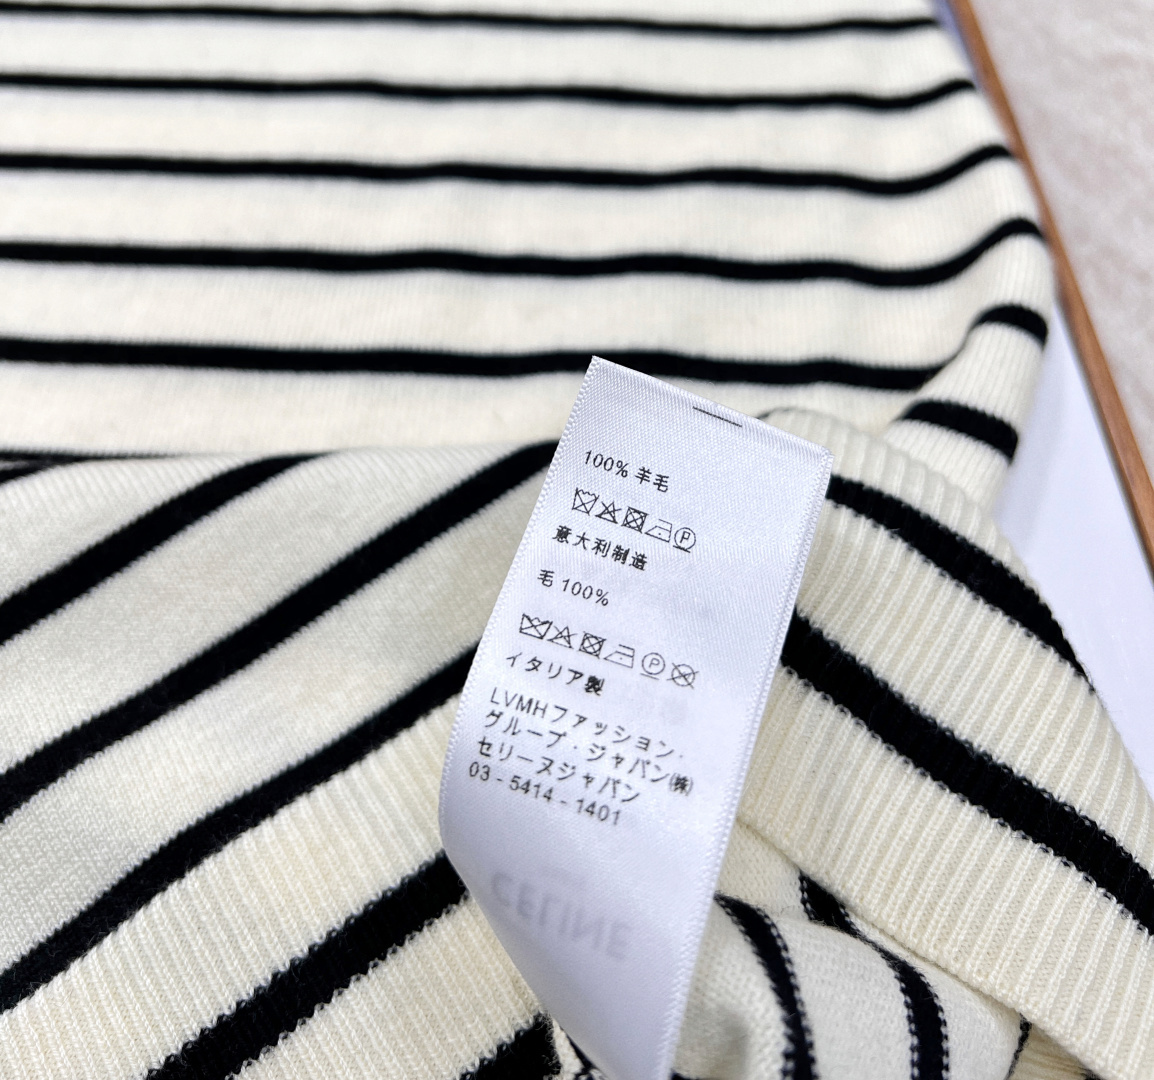 100% 羊毛
意大利制造
毛 100%
イタリア製
LVMHファッション・
グループ・ジャパン㈱
セリーヌジャパン
03 - 5414 - 1401
CELINE